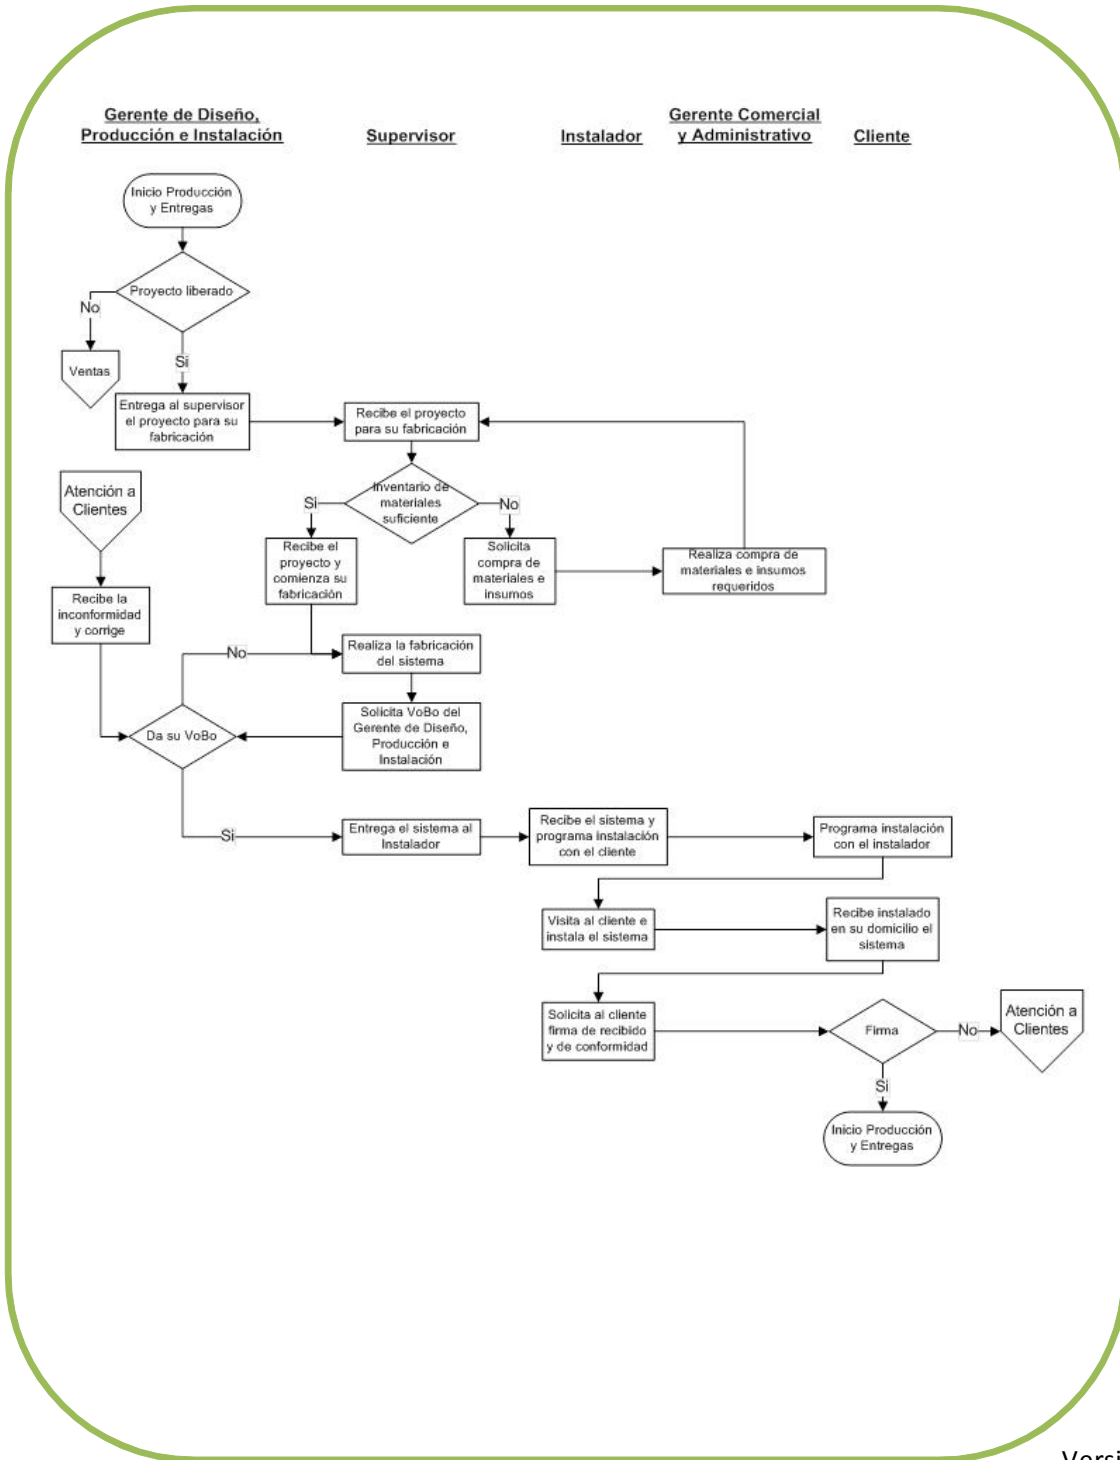 Gerente de Diseño,
Producción e Instalación
Supervisor
Instalador
Gerente Comercial
y Administrativo
Cliente
Inicio Producción
y Entregas
Proyecto liberado
No
Si
Ventas
Entrega al supervisor
el proyecto para su
fabricación
Recibe el proyecto
para su fabricación
Atención a
Clientes
Inventario de
materiales
suficiente
Si
No
Recibe el
proyecto y
comienza su
fabricación
Solicita
compra de
materiales e
insumos
Realiza compra de
materiales e insumos
requeridos
Recibe la
inconformidad
y corrige
No
Realiza la fabricación
del sistema
Da su VoBo
Solicita VoBo del
Gerente de Diseño,
Producción e
Instalación
Si
Entrega el sistema al
Instalador
Recibe el sistema y
programa instalación
con el cliente
Programa instalación
con el instalador
Visita al cliente e
instala el sistema
Recibe instalado
en su domicilio el
sistema
Solicita al cliente
firma de recibido
y de conformidad
Firma
No
Atención a
Clientes
Si
Inicio Producción
y Entregas
Versi